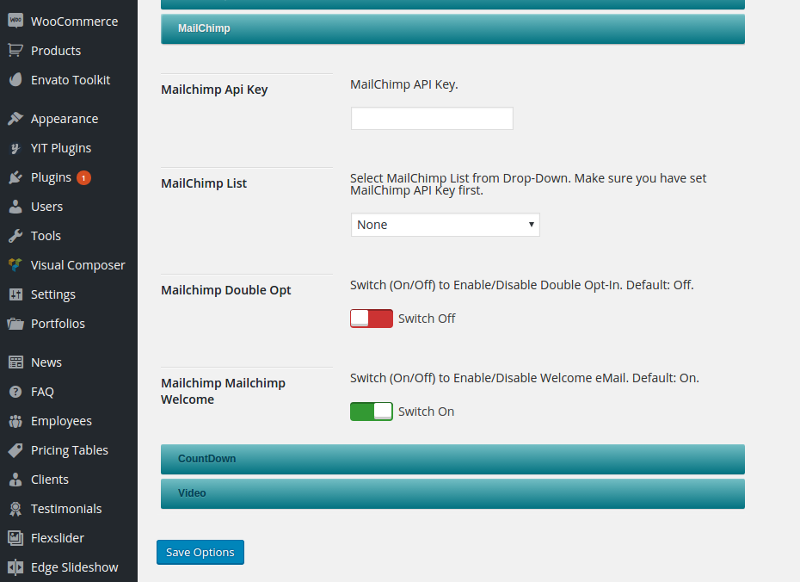 WOO
WooCommerce
Products
Envato Toolkit
Appearance
YIT Plugins
Plugins 1
Users
Tools
Visual Composer
Settings
Portfolios
News
FAQ
Employees
Pricing Tables
Clients
Testimonials
Flexslider
Edge Slideshow
MailChimp
Mailchimp Api Key
MailChimp API Key.
MailChimp List
Select MailChimp List from Drop-Down. Make sure you have set
MailChimp API Key first.
None
Mailchimp Double Opt
Switch (On/Off) to Enable/Disable Double Opt-In. Default: Off.
Switch Off
Mailchimp Mailchimp
Welcome
Switch (On/Off) to Enable/Disable Welcome eMail. Default: On.
Switch On
CountDown
Video
Save Options